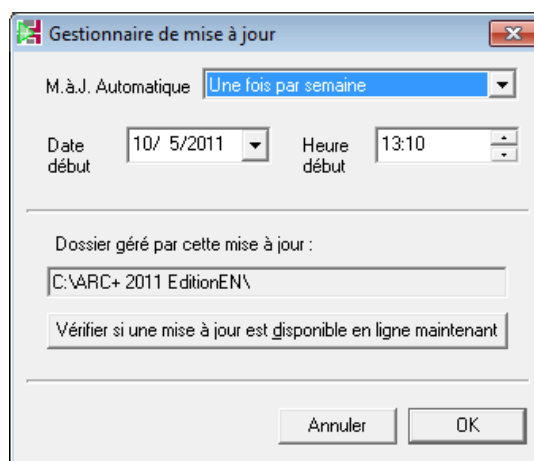 Gestionnaire de mise à jour
M.à.J. Automatique Une fois par semaine
Date début 10/ 5/2011 Heure début 13:10
Dossier géré par cette mise à jour :
C:\ARC+ 2011 EditionEN\
Vérifier si une mise à jour est disponible en ligne maintenant
Annuler OK